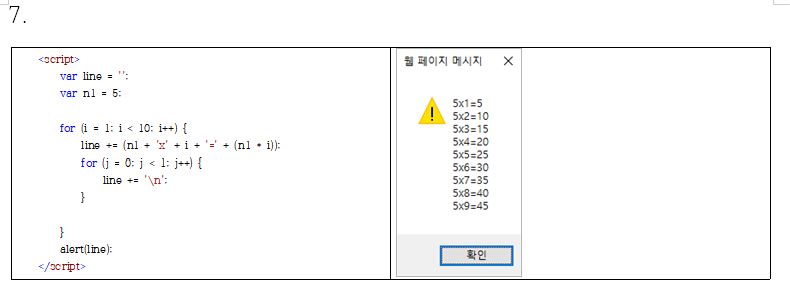 7.
<script>
var line = '';
var n1 = 5;
for (i = 1; i < 10; i++) {
line += (n1 + 'x' + i + '=' + (n1 * i));
for (j = 0; j < 1; j++) {
line += '\n';
}
}
alert(line);
</script>
웹 페이지 메시지
5x1=5
5x2=10
5x3=15
5x4=20
5x5=25
5x6=30
5x7=35
5x8=40
5x9=45
확인